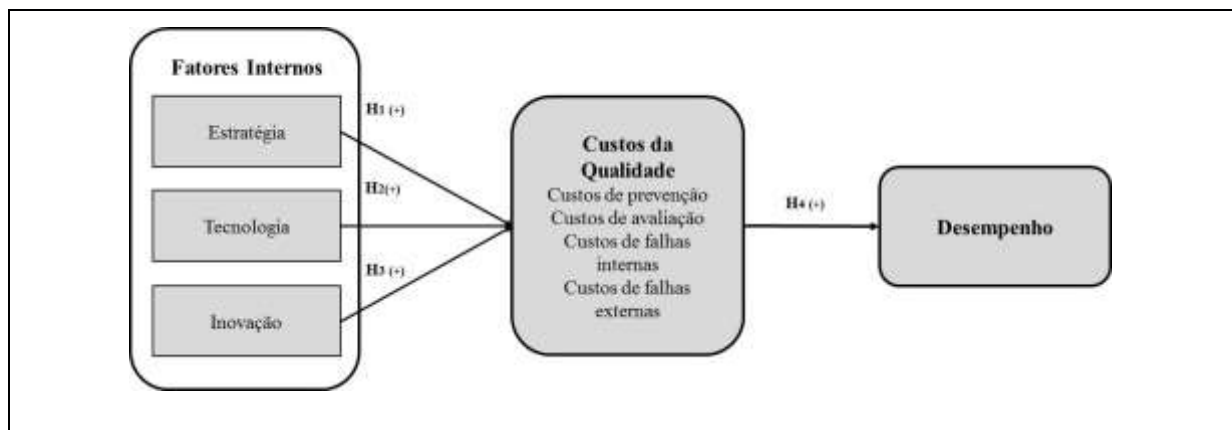 Fatores Internos
Estratégia
Tecnologia
Inovação
H1 (+)
H2(+)
H3 (+)
Custos da
Qualidade
Custos de prevenção
Custos de avaliação
Custos de falhas
internas
Custos de falhas
externas
H4 (+)
Desempenho